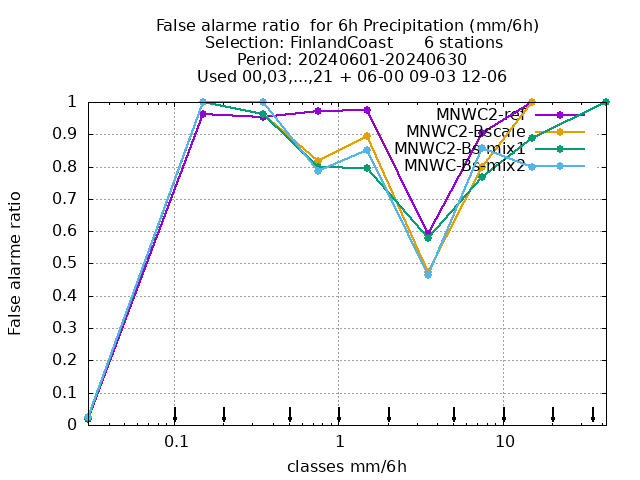 False alarme ratio  for 6h Precipitation (mm/6h)
Selection: FinlandCoast      6 stations
Period: 20240601-20240630
Used 00,03,...,21 + 06-00 09-03 12-06
MNWC2-ref
MNWC2-Bscale
MNWC2-Bs-mix1
MNWC-Bs-mix2
False alarme ratio
1
0.9
0.8
0.7
0.6
0.5
0.4
0.3
0.2
0.1
0
0.1 1 10
classes mm/6h